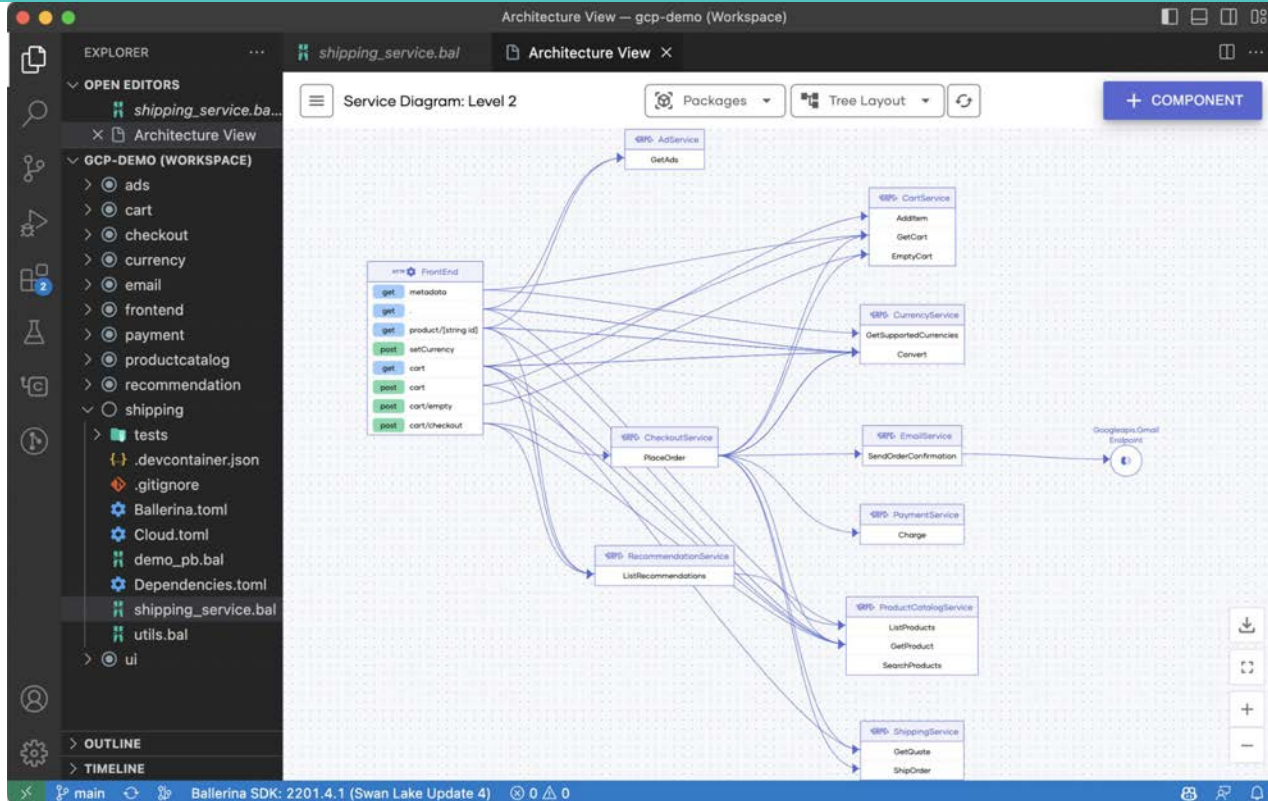 Architecture View — gcp-demo (Workspace)
EXPLORER
shipping_service.bal
Architecture View
OPEN EDITORS
shipping_service.ba...
Architecture View
GCP-DEMO (WORKSPACE)
ads
cart
checkout
currency
email
frontend
payment
productcatalog
recommendation
shipping
tests
.devcontainer.json
.gitignore
Ballerina.toml
Cloud.toml
demo_pb.bal
Dependencies.toml
shipping_service.bal
utils.bal
ui
OUTLINE
TIMELINE
2
Service Diagram: Level 2
Packages
Tree Layout
+ COMPONENT
AdService
GetAds
CartService
AddItem
GetCart
EmptyCart
FrontEnd
get metadata
get .
get product/[string id]
post setCurrency
get cart
post cart
post cart/empty
post cart/checkout
CurrencyService
GetSupportedCurrencies
Convert
CheckoutService
PlaceOrder
EmailService
SendOrderConfirmation
Googleapis.Gmail
Endpoint
PaymentService
Charge
RecommendationService
ListRecommendations
ProductCatalogService
ListProducts
GetProduct
SearchProducts
ShippingService
GetQuote
ShipOrder
main
Ballerina SDK: 2201.4.1 (Swan Lake Update 4)
0
0